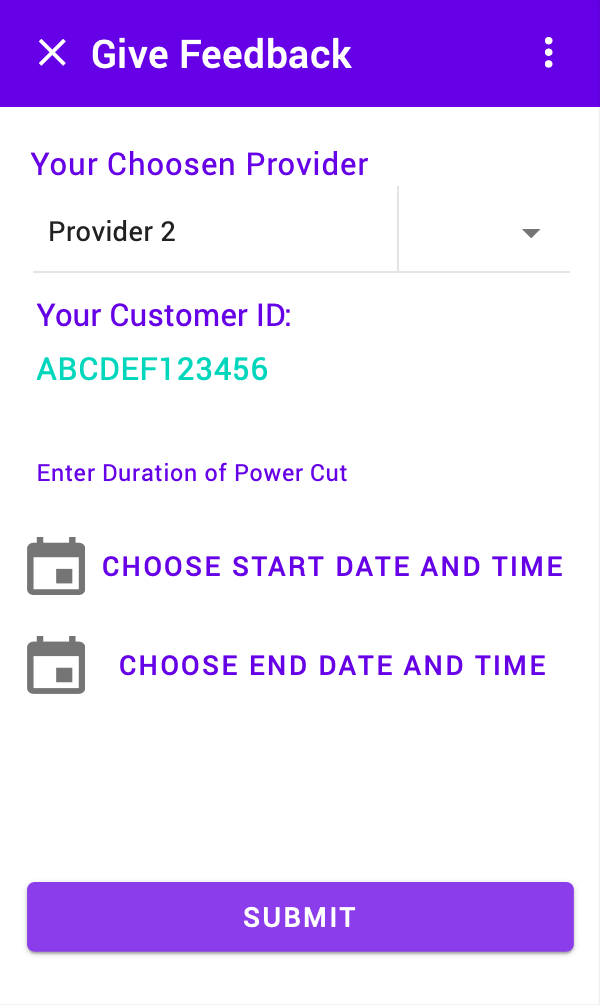 Give Feedback
Your Choosen Provider
Provider 2
Your Customer ID:
ABCDEF123456
Enter Duration of Power Cut
CHOOSE START DATE AND TIME
CHOOSE END DATE AND TIME
SUBMIT